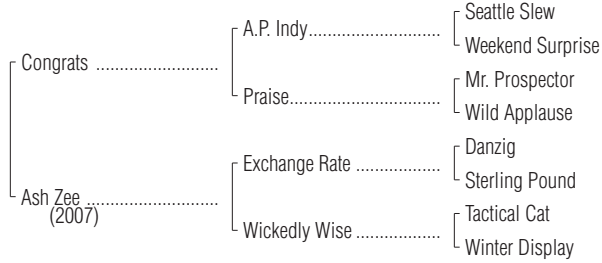 Seattle Slew
A.P. Indy..............................
Weekend Surprise
Congrats ............................
Mr. Prospector
Praise...................................
Wild Applause
Danzig
Exchange Rate ...................
Sterling Pound
Ash Zee ..............................
(2007)
Tactical Cat
Wickedly Wise ...................
Winter Display